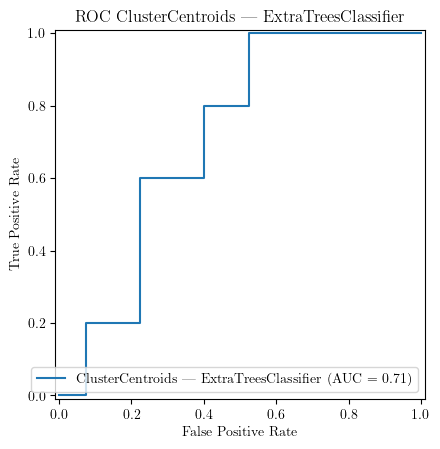 ROC ClusterCentroids — ExtraTreesClassifier
1.0
0.8
0.6
0.4
0.2
0.0
True Positive Rate
ClusterCentroids — ExtraTreesClassifier (AUC = 0.71)
0.0 0.2 0.4 0.6 0.8 1.0
False Positive Rate